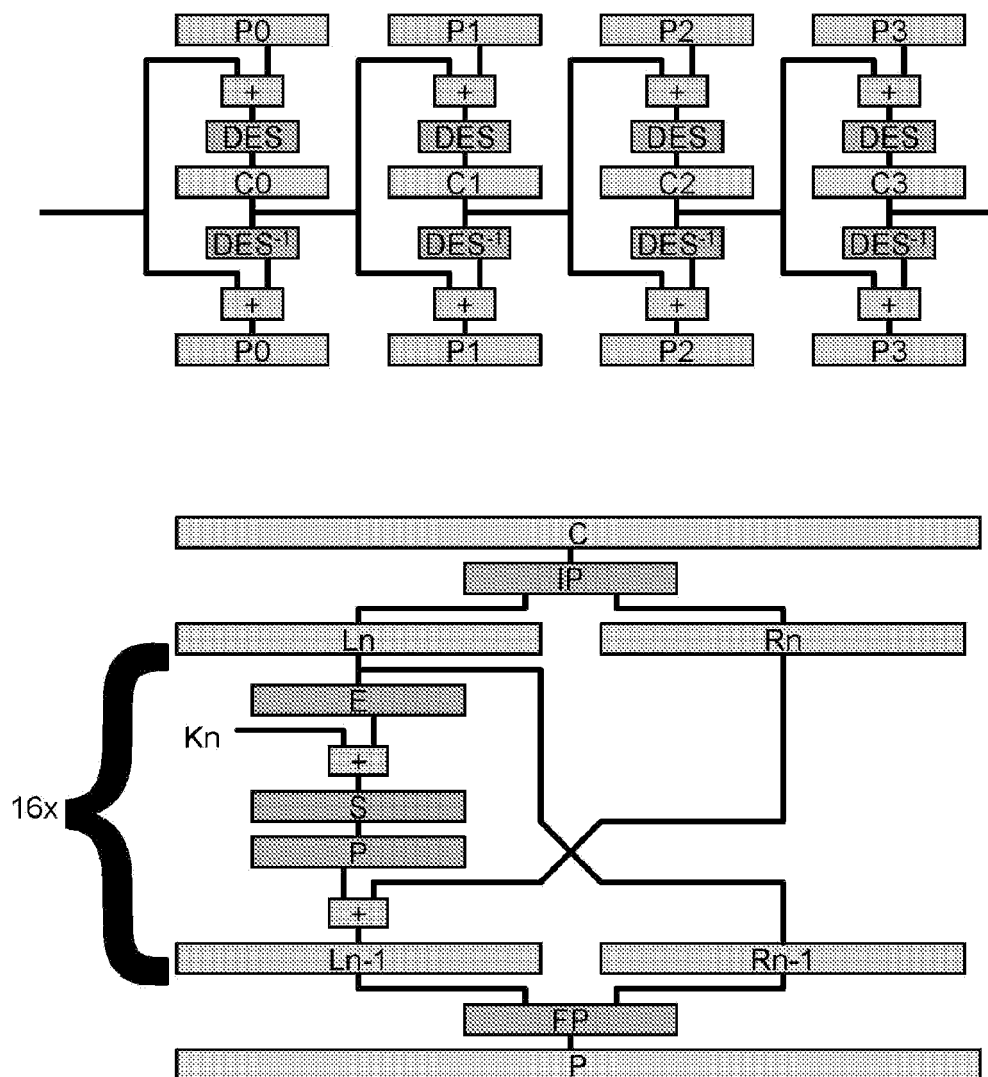 P0 P1 P2 P3
+ + + +
DES DES DES DES
C0 C1 C2 C3
DES-1 DES-1 DES-1 DES-1
+ + + +
P0 P1 P2 P3
C
IP
Ln Rn
E
Kn
+
16x
S
P
+
Ln-1 Rn-1
FP
P